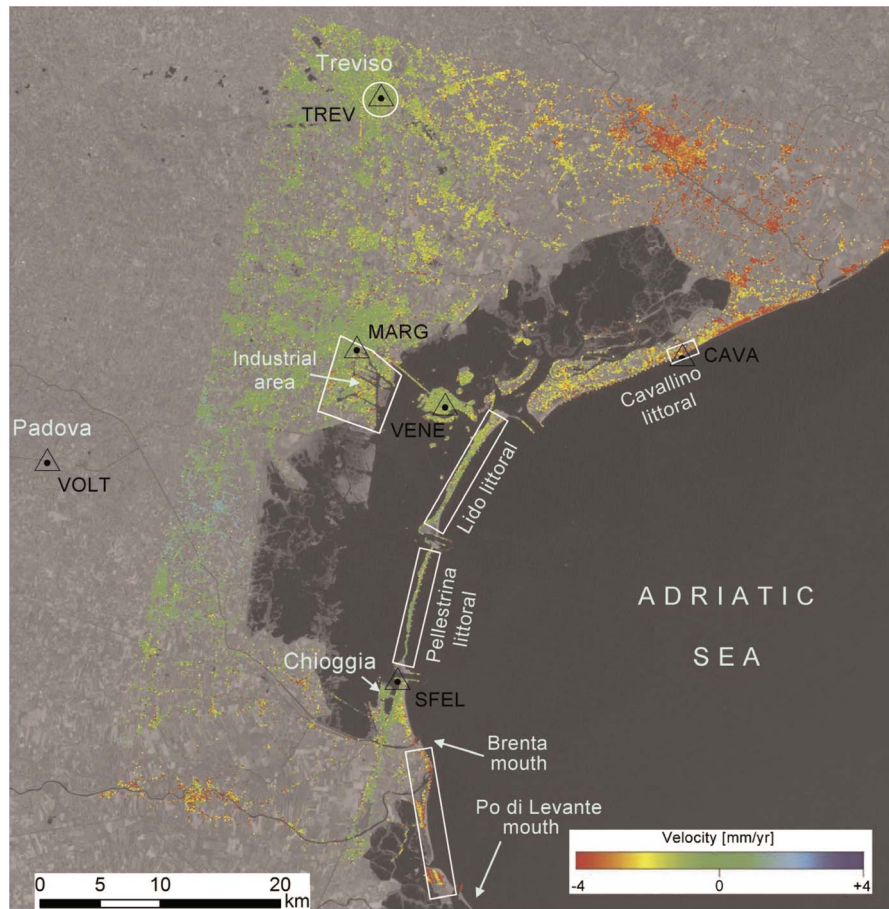 Treviso
TREV
MARG
Industrial
area
CAVA
Cavallino
littoral
VENE
Padova
VOLT
Lido littoral
Pellestrina
littoral
ADRIATIC
SEA
Chioggia
SFEL
Brenta
mouth
Po di Levante
mouth
Velocity [mm/yr]
-4 0 +4
0 5 10 20
km